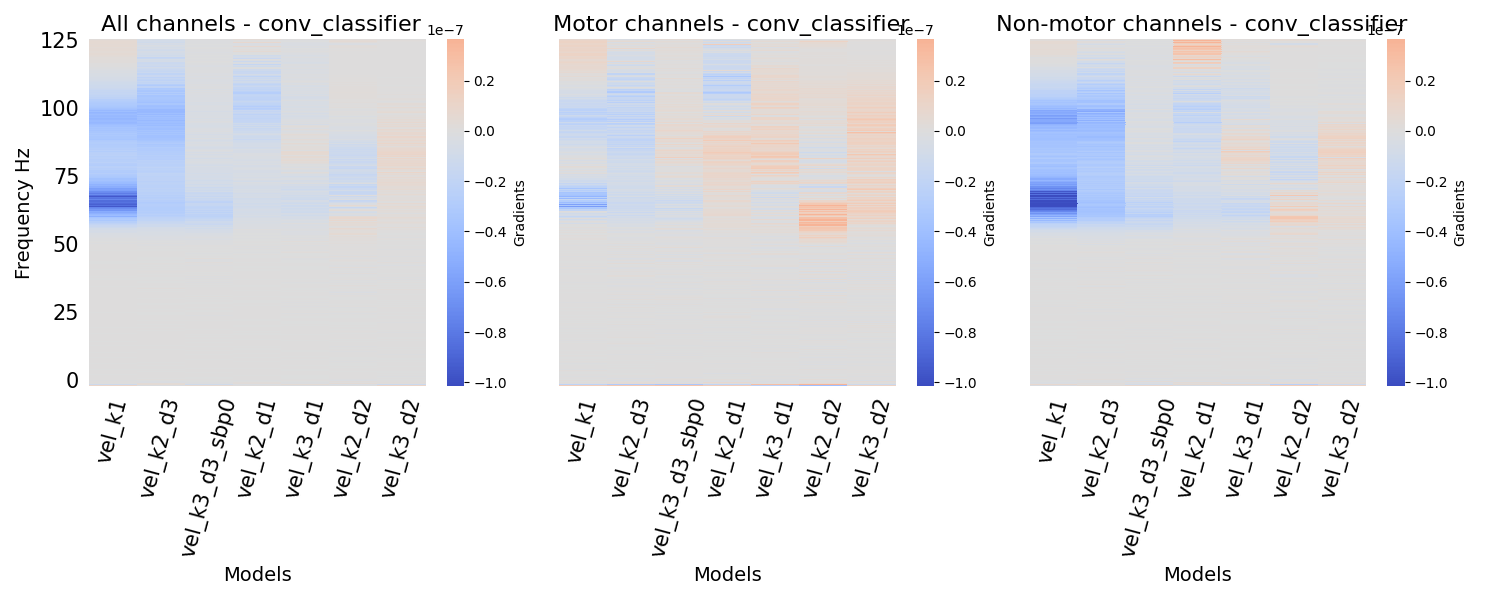 All channels - conv_classifier
Motor channels - conv_classifier
Non-motor channels - conv_classifier
1e−7
1e−7
1e−7
Frequency Hz
125
100
75
50
25
0
0.2
0.0
−0.2
−0.4
−0.6
−0.8
−1.0
Gradients
0.2
0.0
−0.2
−0.4
−0.6
−0.8
−1.0
Gradients
0.2
0.0
−0.2
−0.4
−0.6
−0.8
−1.0
Gradients
vel_k1
vel_k2_d3
vel_k3_d3_sbp0
vel_k2_d1
vel_k3_d1
vel_k2_d2
vel_k3_d2
vel_k1
vel_k2_d3
vel_k3_d3_sbp0
vel_k2_d1
vel_k3_d1
vel_k2_d2
vel_k3_d2
vel_k1
vel_k2_d3
vel_k3_d3_sbp0
vel_k2_d1
vel_k3_d1
vel_k2_d2
vel_k3_d2
Models
Models
Models